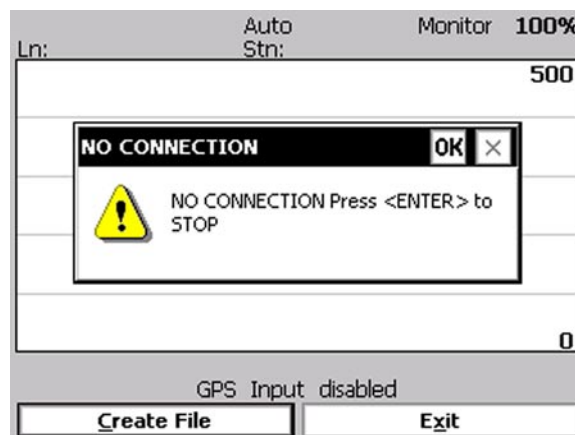 Auto Monitor 100%
Ln: Stn:
500
NO CONNECTION OK
NO CONNECTION Press <ENTER> to
STOP
0
GPS Input disabled
Create File Exit